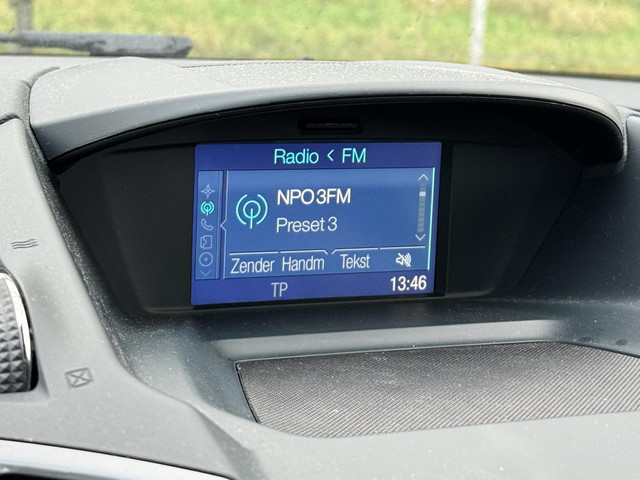 Radio < FM
NPO3FM
Preset 3
Zender Handm Tekst
TP 13:46